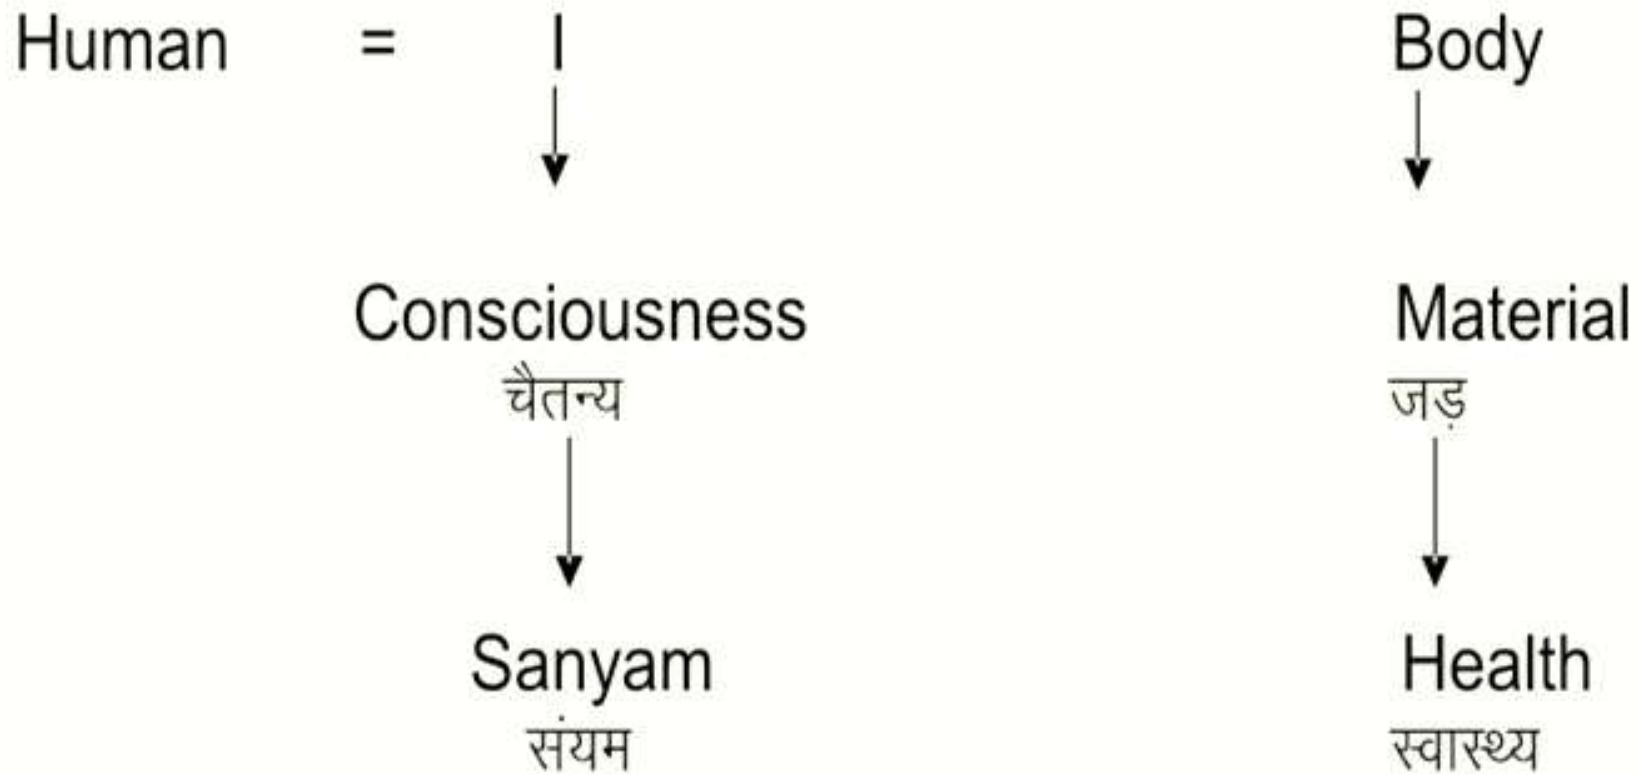 Human = I Body
Consciousness Material
चैतन्य जड़
Sanyam Health
संयम स्वास्थ्य